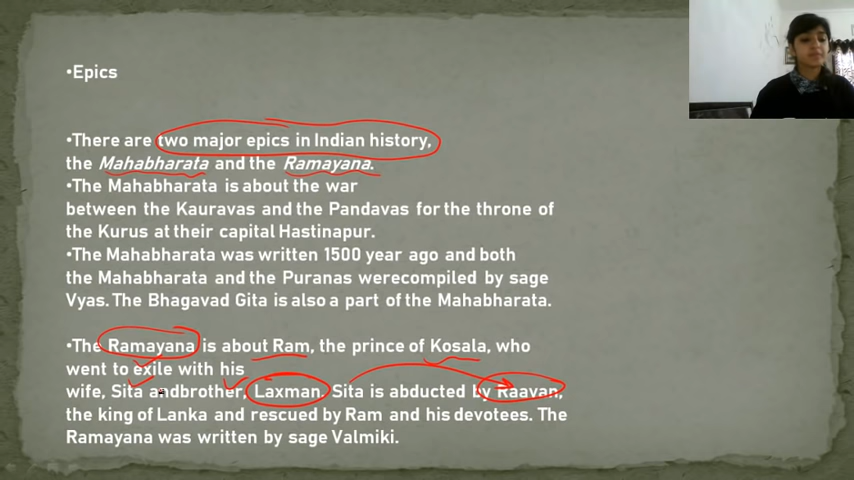 •Epics
•There are two major epics in Indian history,
the Mahabharata and the Ramayana.
•The Mahabharata is about the war
between the Kauravas and the Pandavas for the throne of
the Kurus at their capital Hastinapur.
•The Mahabharata was written 1500 year ago and both
the Mahabharata and the Puranas werecompiled by sage
Vyas. The Bhagavad Gita is also a part of the Mahabharata.
•The Ramayana is about Ram, the prince of Kosala, who
went to exile with his
wife, Sita andbrother, Laxman. Sita is abducted by Raavan,
the king of Lanka and rescued by Ram and his devotees. The
Ramayana was written by sage Valmiki.